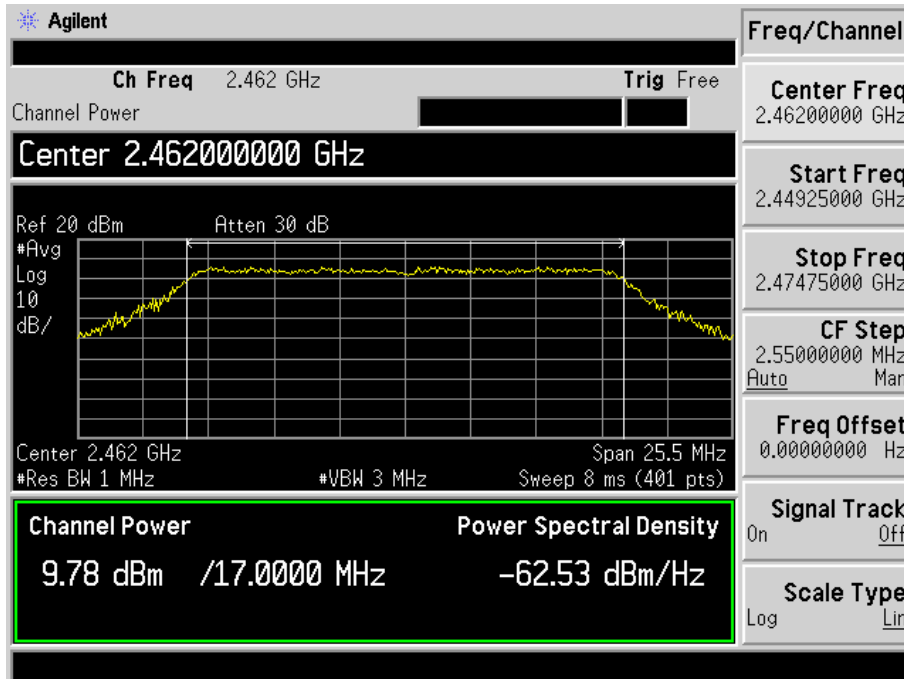 Agilent
Freq/Channel
Ch Freq 2.462 GHz Trig Free
Channel Power
Center 2.462000000 GHz
Ref 20 dBm Atten 30 dB
#Avg
Log
10
dB/
Center 2.462 GHz Span 25.5 MHz
#Res BW 1 MHz #VBW 3 MHz Sweep 8 ms (401 pts)
Channel Power Power Spectral Density
9.78 dBm /17.0000 MHz -62.53 dBm/Hz
Center Freq
2.46200000 GHz
Start Freq
2.44925000 GHz
Stop Freq
2.47475000 GHz
CF Step
2.55000000 MHz
Auto Man
Freq Offset
0.00000000 Hz
Signal Track
On Off
Scale Type
Log Lin